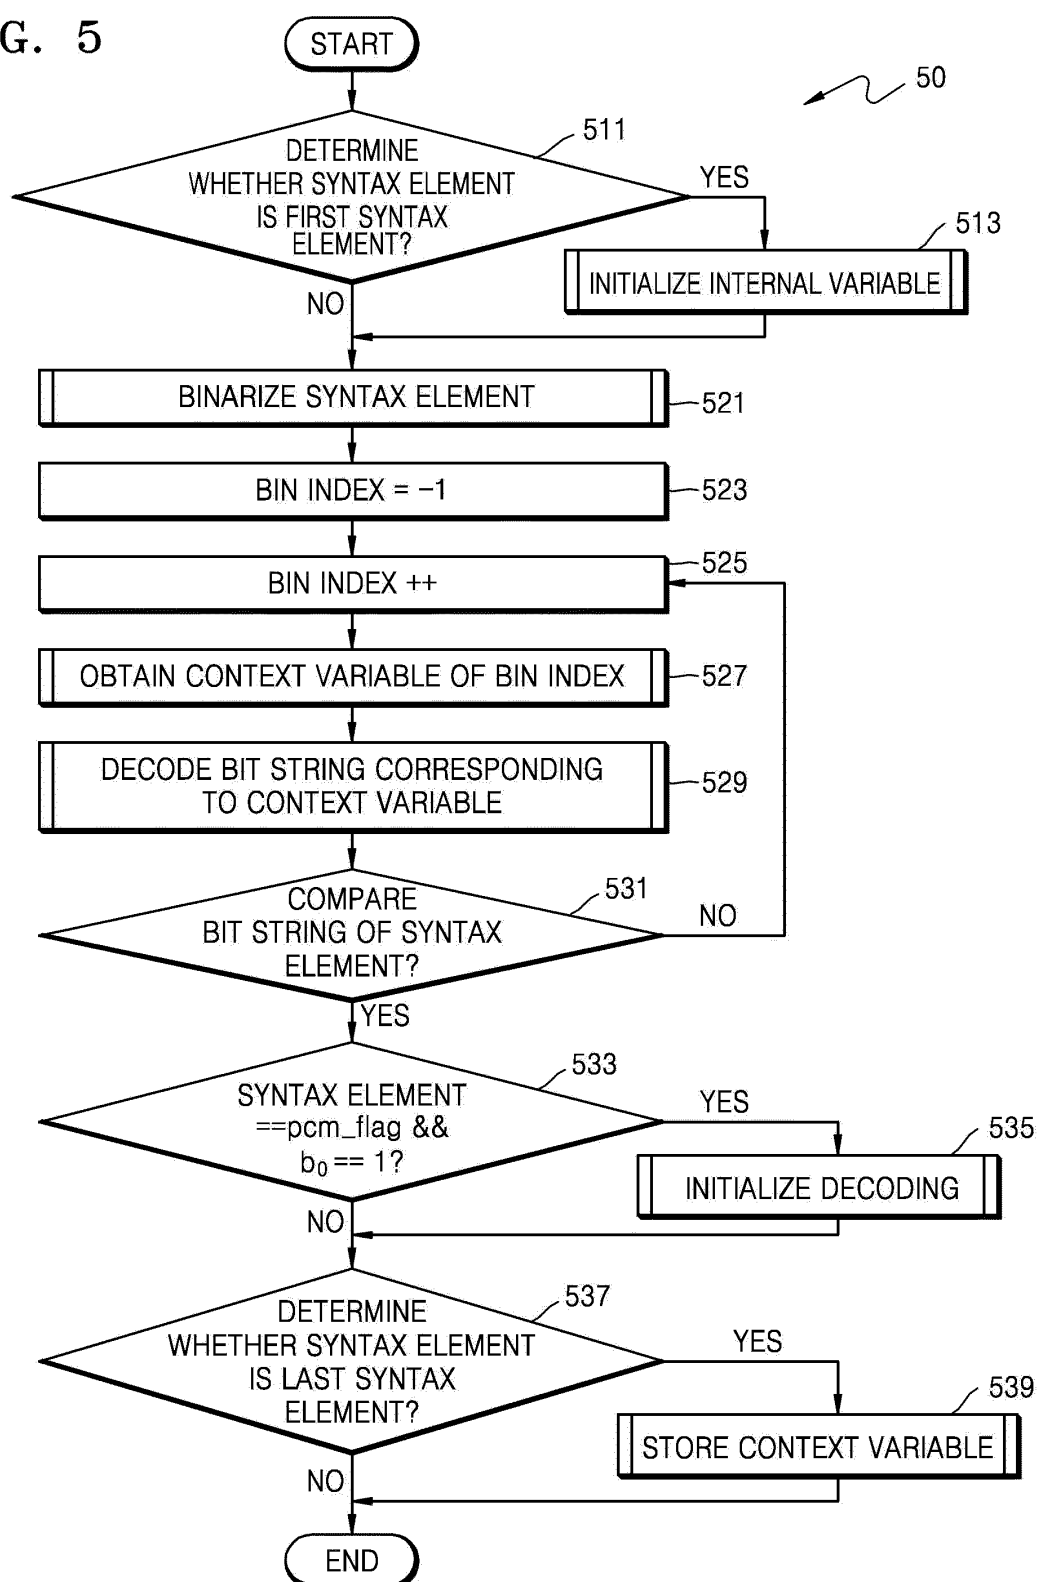 G. 5
START
50
511
DETERMINE
WHETHER SYNTAX ELEMENT
IS FIRST SYNTAX
ELEMENT?
YES
513
INITIALIZE INTERNAL VARIABLE
NO
BINARIZE SYNTAX ELEMENT
521
BIN INDEX = –1
523
BIN INDEX ++
525
OBTAIN CONTEXT VARIABLE OF BIN INDEX
527
DECODE BIT STRING CORRESPONDING
TO CONTEXT VARIABLE
529
531
COMPARE
BIT STRING OF SYNTAX
ELEMENT?
NO
YES
533
SYNTAX ELEMENT
==pcm_flag &&
b₀ == 1?
YES
535
INITIALIZE DECODING
NO
537
DETERMINE
WHETHER SYNTAX ELEMENT
IS LAST SYNTAX
ELEMENT?
YES
539
STORE CONTEXT VARIABLE
NO
END